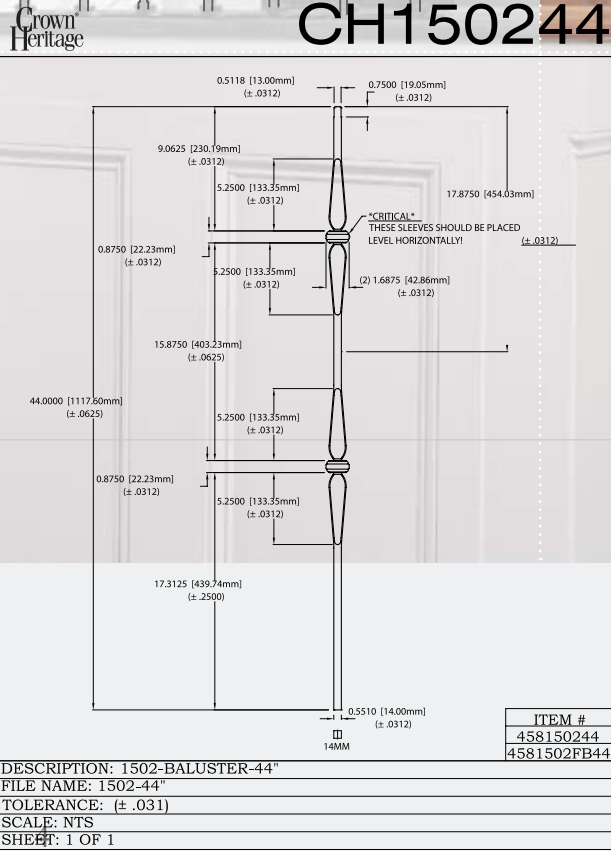 Crown®
Heritage
CH150244
0.5118 [13.00mm]
(± .0312)
0.7500 [19.05mm]
(± .0312)
9.0625 [230.19mm]
(± .0312)
5.2500 [133.35mm]
(± .0312)
17.8750 [454.03mm]
(± .0312)
*CRITICAL*
THESE SLEEVES SHOULD BE PLACED
LEVEL HORIZONTALLY!
0.8750 [22.23mm]
(± .0312)
5.2500 [133.35mm]
(± .0312)
(2) 1.6875 [42.86mm]
(± .0312)
15.8750 [403.23mm]
(± .0625)
44.0000 [1117.60mm]
(± .0625)
5.2500 [133.35mm]
(± .0312)
0.8750 [22.23mm]
(± .0312)
5.2500 [133.35mm]
(± .0312)
17.3125 [439.74mm]
(± .2500)
0.5510 [14.00mm]
(± .0312)
14MM
ITEM #
458150244
4581502FB44
DESCRIPTION: 1502-BALUSTER-44"
FILE NAME: 1502-44"
TOLERANCE: (± .031)
SCALE: NTS
SHEET: 1 OF 1
4